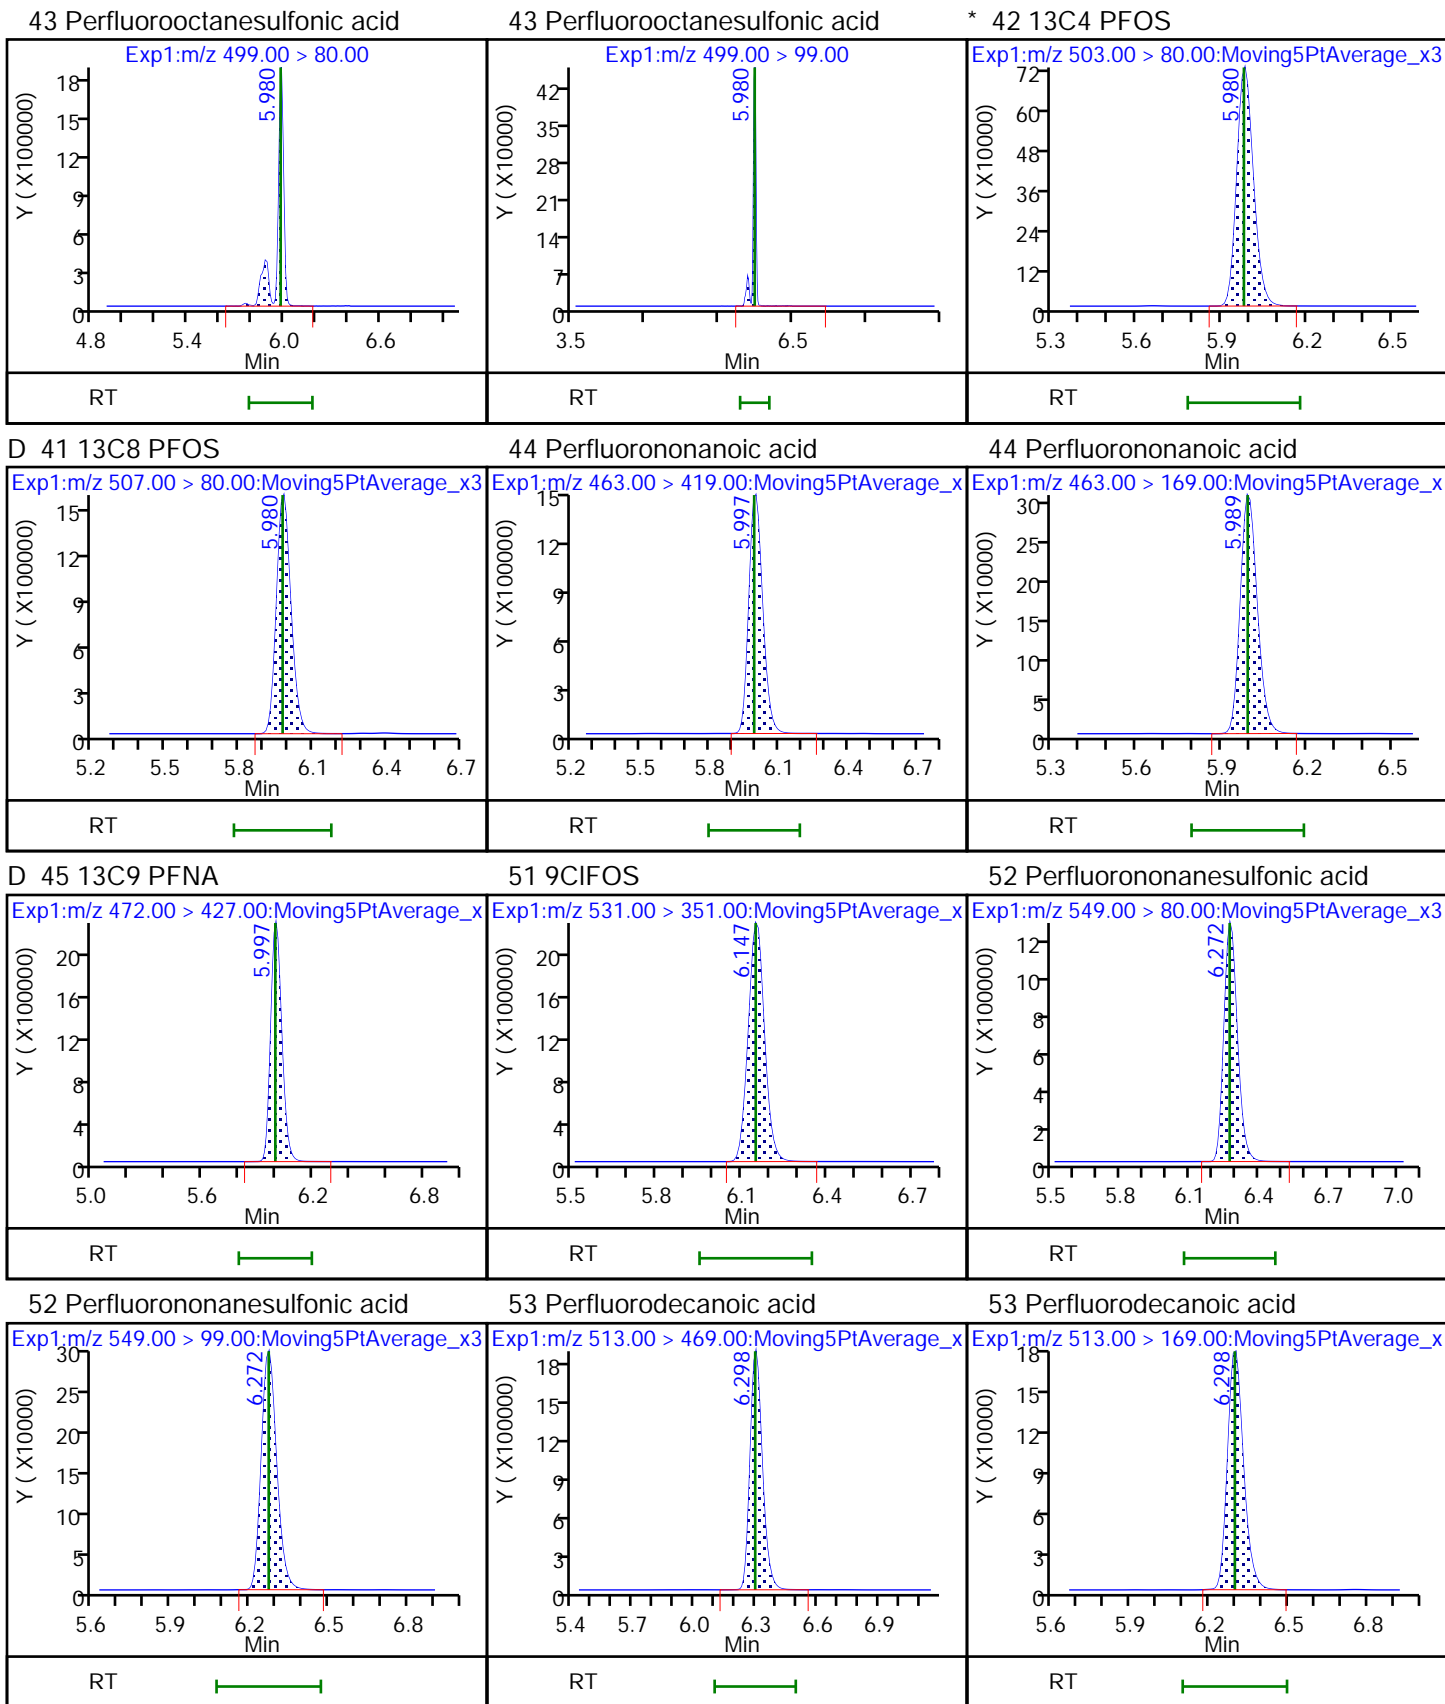 43 Perfluorooctanesulfonic acid
Exp1:m/z 499.00 > 80.00
Y ( X100000)
18
15
12
9
6
3
0
5.980
4.8 5.4 6.0 6.6
Min
RT
43 Perfluorooctanesulfonic acid
Exp1:m/z 499.00 > 99.00
Y ( X10000)
42
35
28
21
14
7
0
5.980
3.5 6.5
Min
RT
* 42 13C4 PFOS
Exp1:m/z 503.00 > 80.00:Moving5PtAverage_x3
Y ( X10000)
72
60
48
36
24
12
0
5.980
5.3 5.6 5.9 6.2 6.5
Min
RT
D 41 13C8 PFOS
Exp1:m/z 507.00 > 80.00:Moving5PtAverage_x3
Y ( X100000)
15
12
9
6
3
0
5.980
5.2 5.5 5.8 6.1 6.4 6.7
Min
RT
44 Perfluorononanoic acid
Exp1:m/z 463.00 > 419.00:Moving5PtAverage_x
Y ( X100000)
15
12
9
6
3
0
5.997
5.2 5.5 5.8 6.1 6.4 6.7
Min
RT
44 Perfluorononanoic acid
Exp1:m/z 463.00 > 169.00:Moving5PtAverage_x
Y ( X10000)
30
25
20
15
10
5
0
5.989
5.3 5.6 5.9 6.2 6.5
Min
RT
D 45 13C9 PFNA
Exp1:m/z 472.00 > 427.00:Moving5PtAverage_x
Y ( X100000)
20
16
12
8
4
0
5.997
5.0 5.6 6.2 6.8
Min
RT
51 9ClFOS
Exp1:m/z 531.00 > 351.00:Moving5PtAverage_x
Y ( X100000)
20
16
12
8
4
0
6.147
5.5 5.8 6.1 6.4 6.7
Min
RT
52 Perfluorononanesulfonic acid
Exp1:m/z 549.00 > 80.00:Moving5PtAverage_x3
Y ( X100000)
12
10
8
6
4
2
0
6.272
5.5 5.8 6.1 6.4 6.7 7.0
Min
RT
52 Perfluorononanesulfonic acid
Exp1:m/z 549.00 > 99.00:Moving5PtAverage_x3
Y ( X10000)
30
25
20
15
10
5
0
6.272
5.6 5.9 6.2 6.5 6.8
Min
RT
53 Perfluorodecanoic acid
Exp1:m/z 513.00 > 469.00:Moving5PtAverage_x
Y ( X100000)
18
15
12
9
6
3
0
6.298
5.4 5.7 6.0 6.3 6.6 6.9
Min
RT
53 Perfluorodecanoic acid
Exp1:m/z 513.00 > 169.00:Moving5PtAverage_x
Y ( X10000)
18
15
12
9
6
3
0
6.298
5.6 5.9 6.2 6.5 6.8
Min
RT